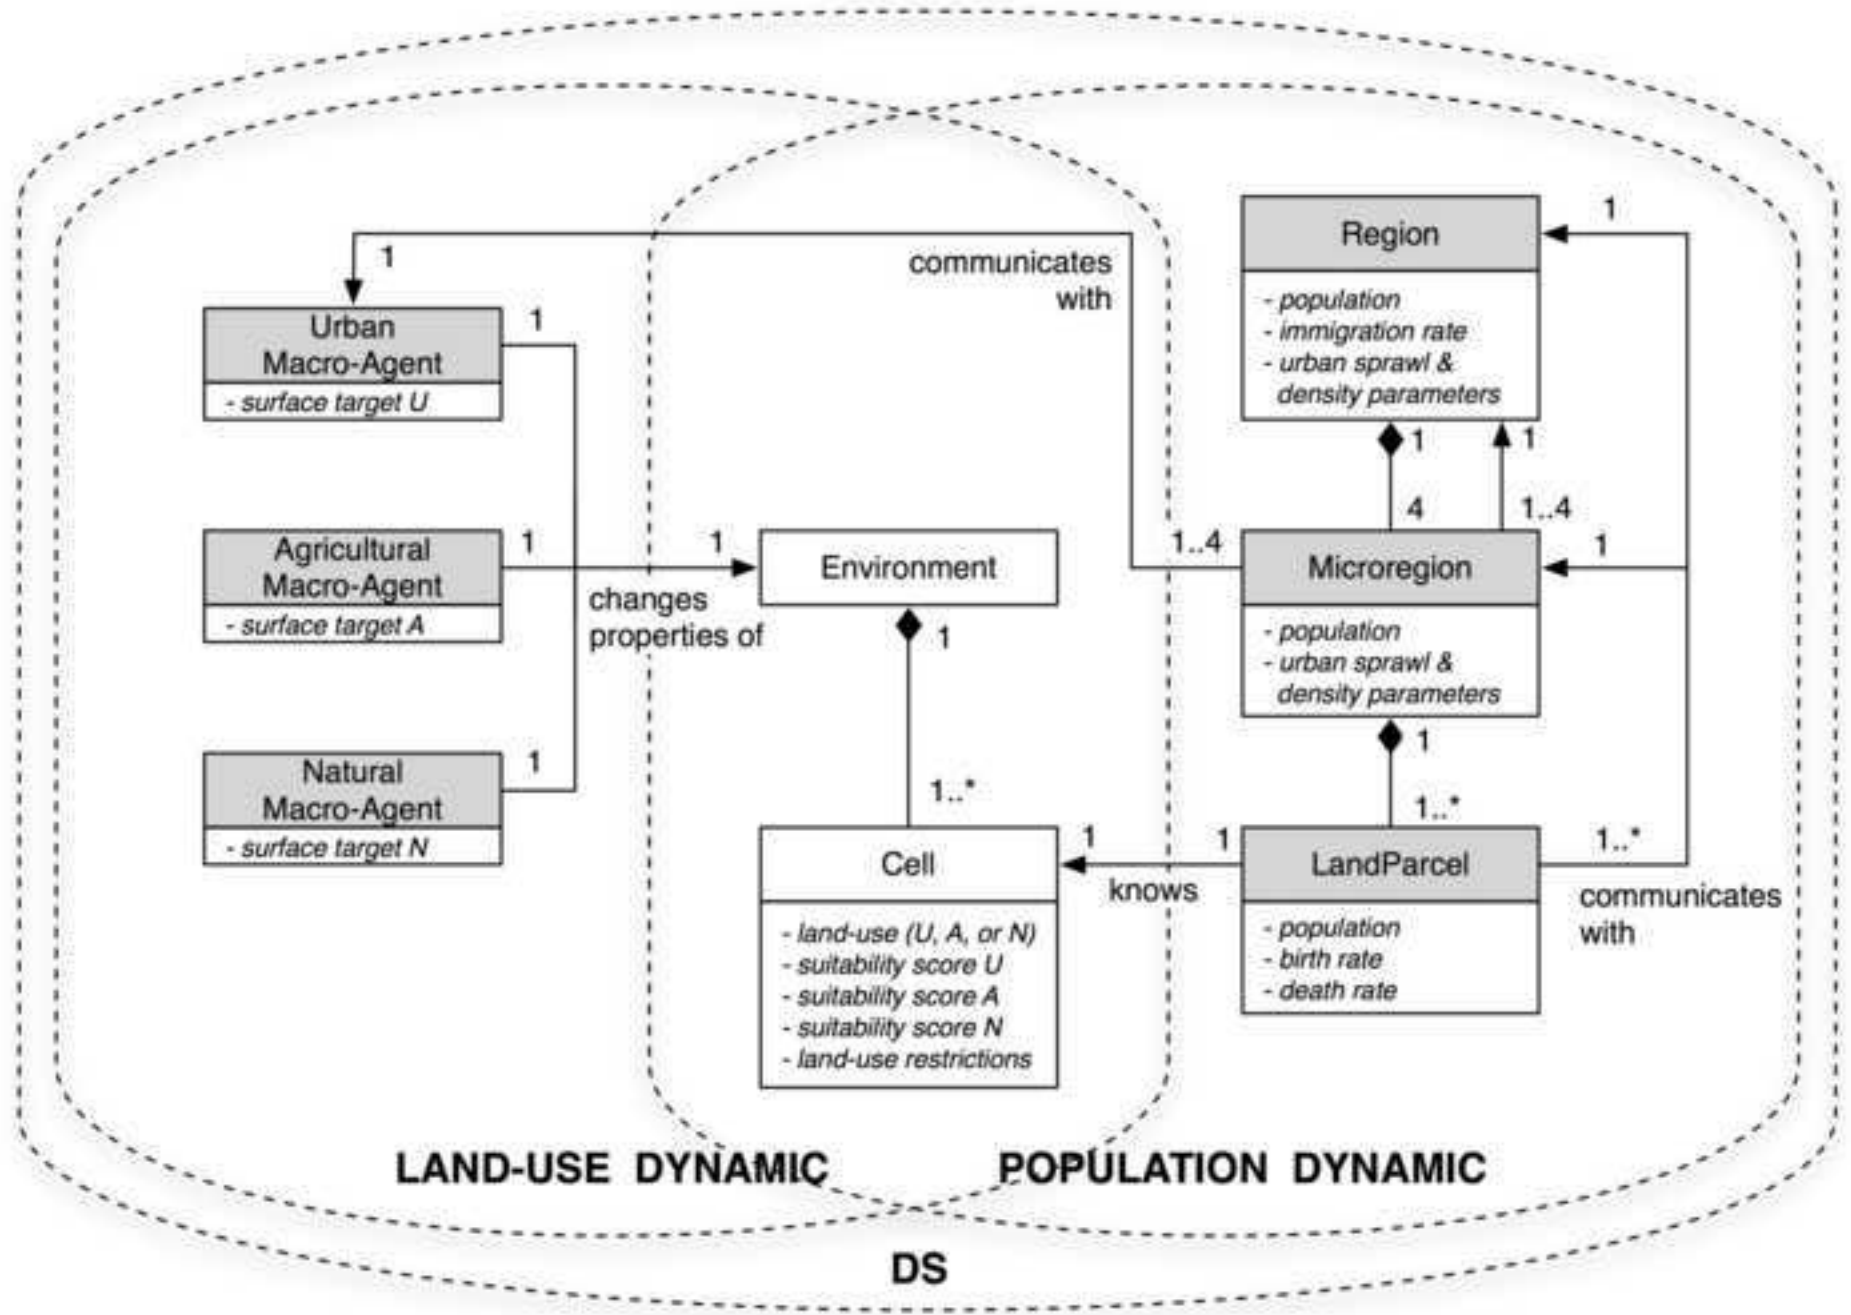 Region
1
- population
- immigration rate
- urban sprawl &
density parameters
communicates
with
1
Urban
Macro-Agent
- surface target U
1
1
1
4
1..4
Agricultural
Macro-Agent
- surface target A
1
1
changes
properties of
Environment
1
1..*
1..4
Microregion
1
- population
- urban sprawl &
density parameters
1
1..*
Natural
Macro-Agent
- surface target N
1
Cell
- land-use (U, A, or N)
- suitability score U
- suitability score A
- suitability score N
- land-use restrictions
1
1
knows
LandParcel
- population
- birth rate
- death rate
1..*
communicates
with
LAND-USE DYNAMIC
POPULATION DYNAMIC
DS